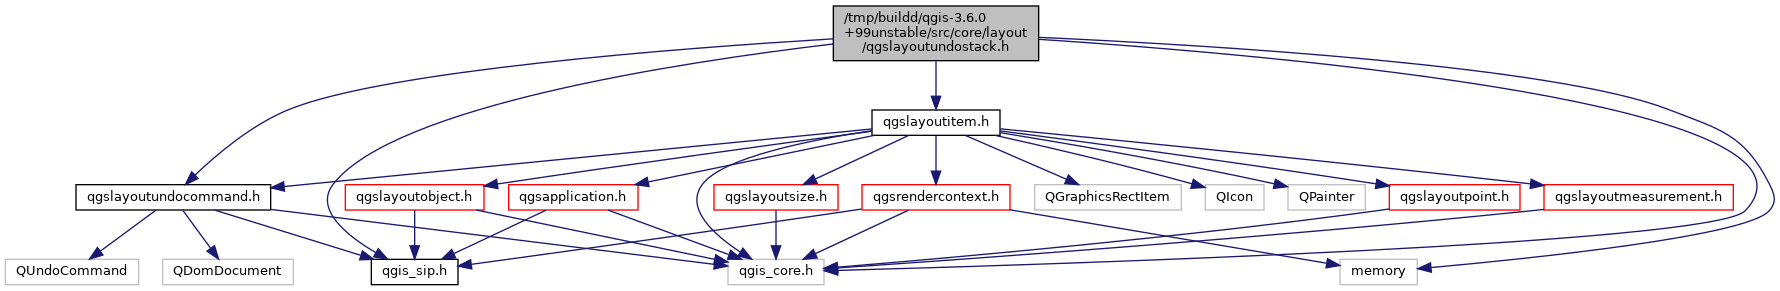 /tmp/buildd/qgis-3.6.0
+99unstable/src/core/layout
/qgslayoutundostack.h
qgslayoutitem.h
qgslayoutundocommand.h
qgslayoutobject.h
qgsapplication.h
qgslayoutsize.h
qgsrendercontext.h
QGraphicsRectItem
QIcon
QPainter
qgslayoutpoint.h
qgslayoutmeasurement.h
QUndoCommand
QDomDocument
qgis_sip.h
qgis_core.h
memory